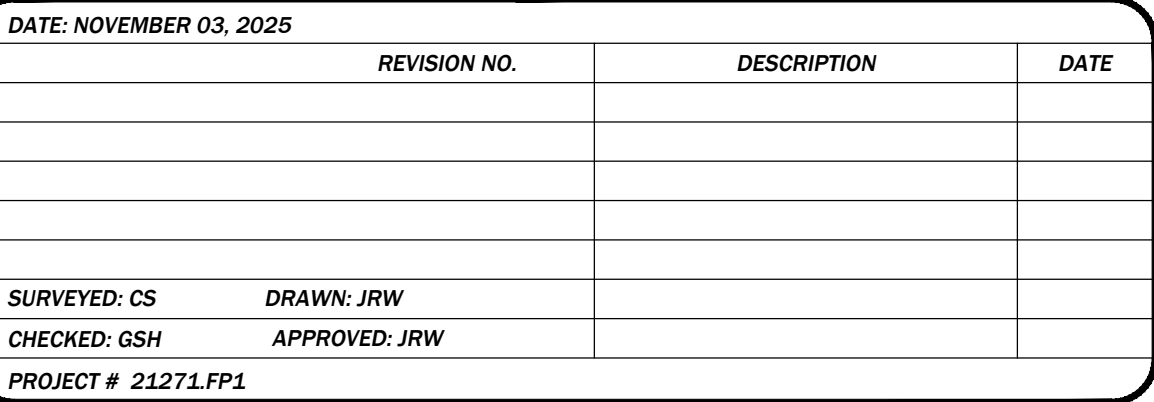 DATE: NOVEMBER 03, 2025
REVISION NO. DESCRIPTION DATE
SURVEYED: CS DRAWN: JRW
CHECKED: GSH APPROVED: JRW
PROJECT # 21271.FP1